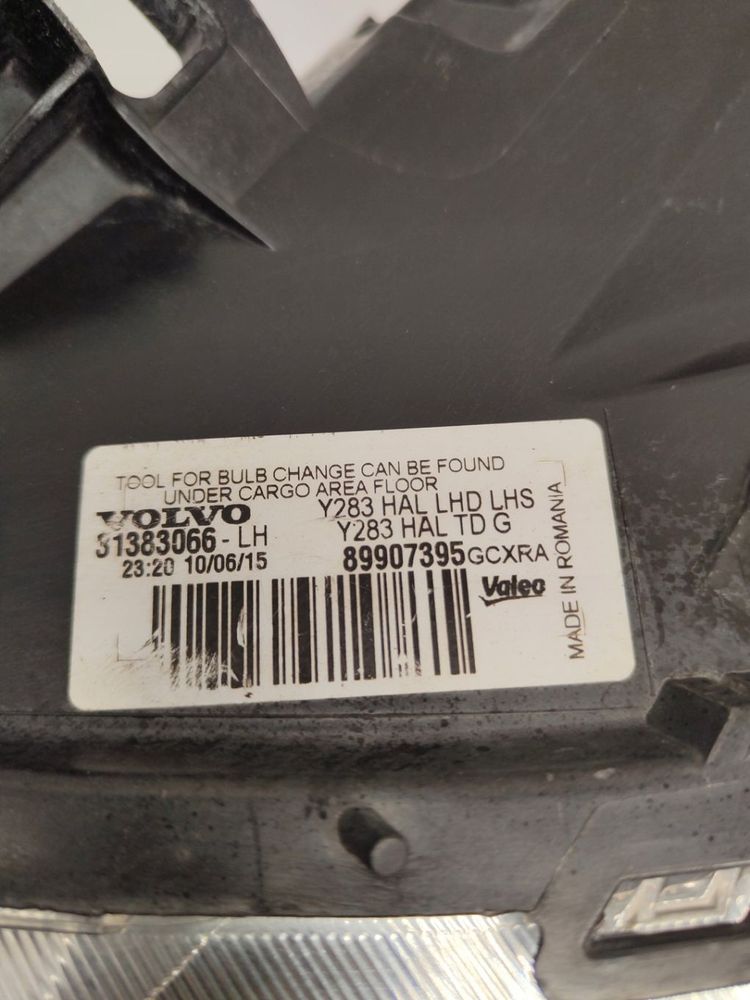 TOOL FOR BULB CHANGE CAN BE FOUND
UNDER CARGO AREA FLOOR
VOLVO
Y283 HAL LHD LHS
31383066-LH
Y283 HAL TD G
23:20 10/06/15
89907395GCXRA
Valeo
MADE IN ROMANIA